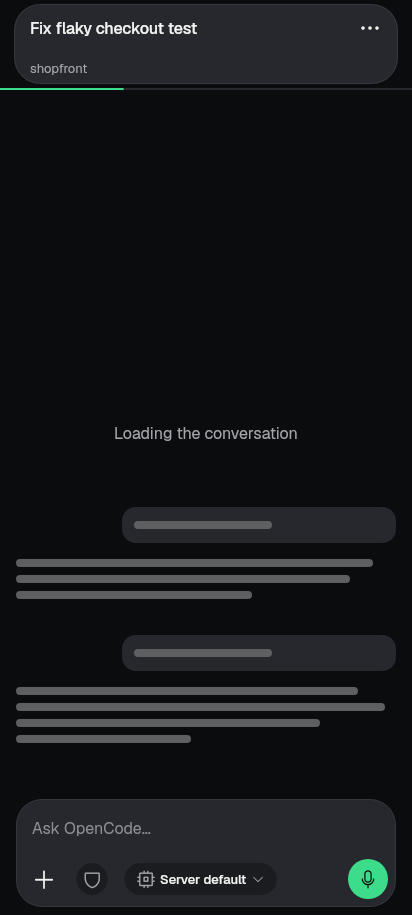 Fix flaky checkout test
shopfront
Loading the conversation
Ask OpenCode...
Server default